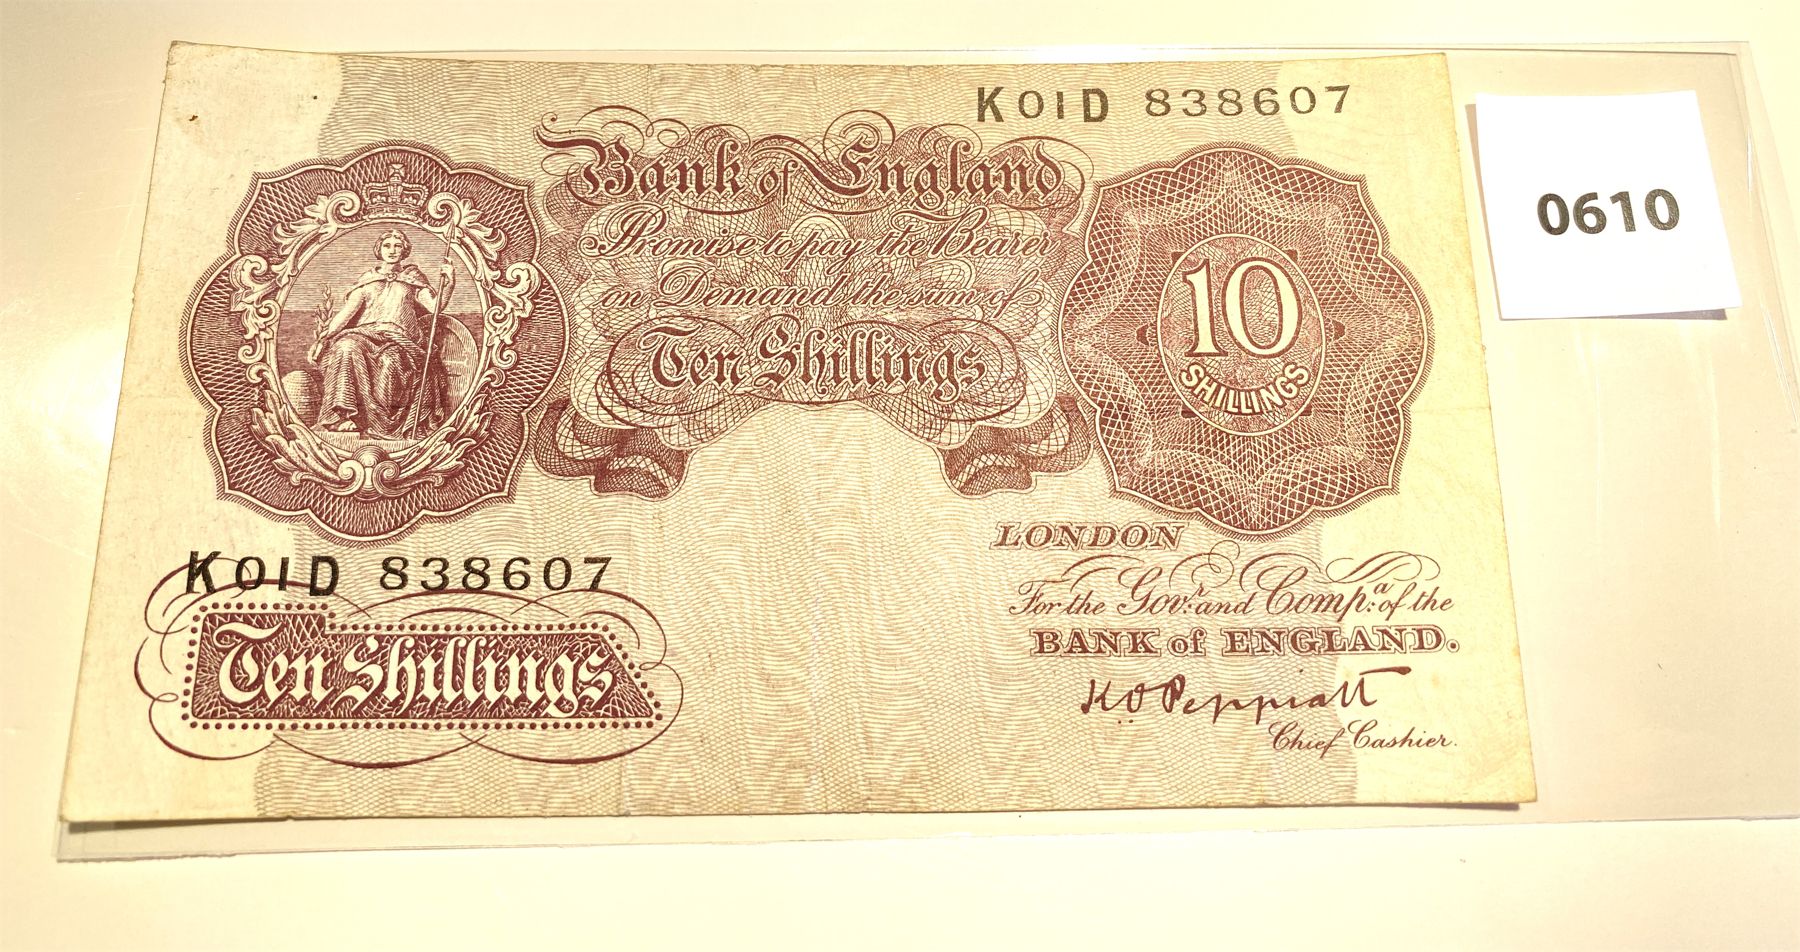 K01D 838607
Bank of England
Promise to pay the Bearer
on Demand the sum of
Ten Shillings
10
SHILLINGS
0610
K01D 838607
Ten Shillings
LONDON
For the Govr. and Compa. of the
BANK of ENGLAND.
K.O. Peppiatt
Chief Cashier.